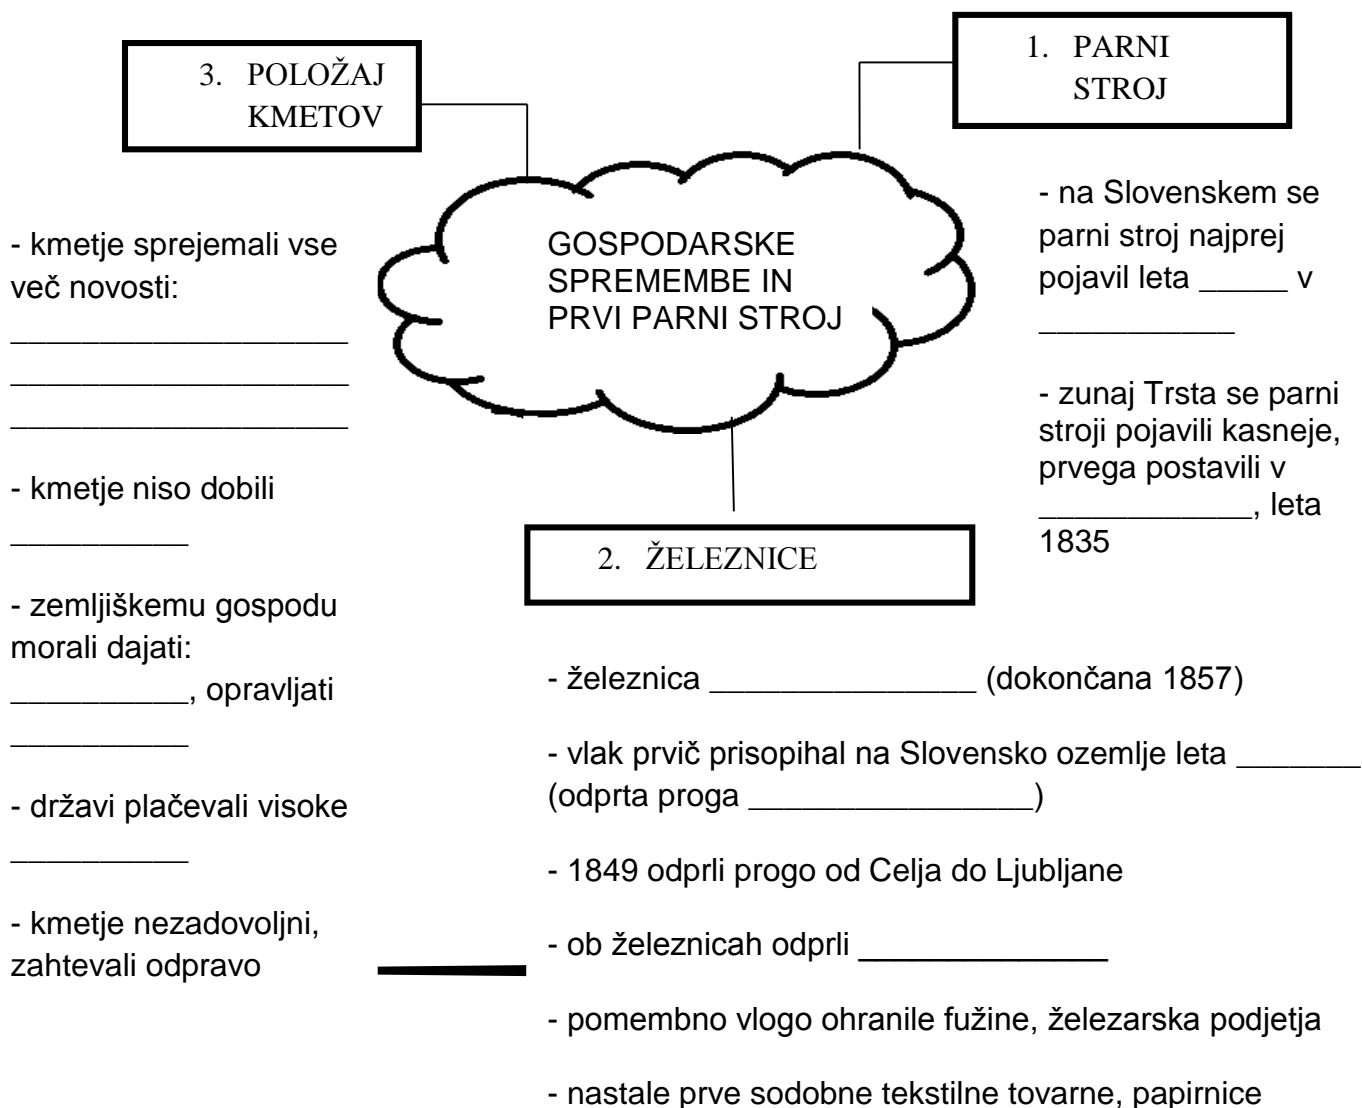 3. POLOŽAJ
KMETOV
1. PARNI
STROJ
GOSPODARSKE
SPREMEMBE IN
PRVI PARNI STROJ
- na Slovenskem se
parni stroj najprej
pojavil leta _____ v
___________
- zunaj Trsta se parni
stroji pojavili kasneje,
prvega postavili v
____________, leta
1835
- kmetje sprejemali vse
več novosti:
___________________
___________________
___________________
- kmetje niso dobili
__________
- zemljiškemu gospodu
morali dajati:
__________, opravljati
__________
- državi plačevali visoke
__________
- kmetje nezadovoljni,
zahtevali odpravo
2. ŽELEZNICE
- železnica _______________ (dokončana 1857)
- vlak prvič prisopihal na Slovensko ozemlje leta _______
(odprta proga ________________)
- 1849 odprli progo od Celja do Ljubljane
- ob železnicah odprli ______________
- pomembno vlogo ohranile fužine, železarska podjetja
- nastale prve sodobne tekstilne tovarne, papirnice